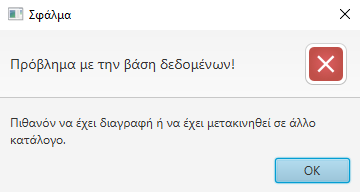 Σφάλμα
Πρόβλημα με την βάση δεδομένων!
Πιθανόν να έχει διαγραφή ή να έχει μετακινηθεί σε άλλο
κατάλογο.
OK